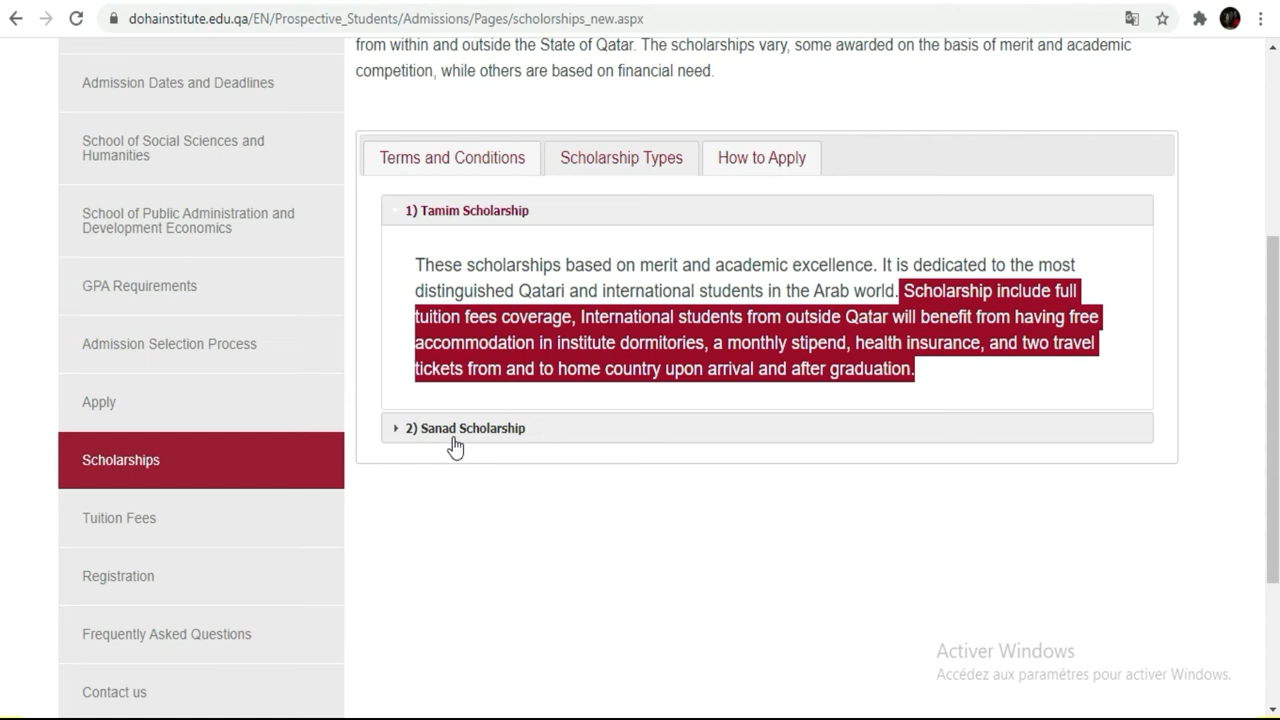 dohainstitute.edu.qa/EN/Prospective_Students/Admissions/Pages/scholorships_new.aspx
from within and outside the State of Qatar. The scholarships vary, some awarded on the basis of merit and academic
competition, while others are based on financial need.
Admission Dates and Deadlines
School of Social Sciences and
Humanities
School of Public Administration and
Development Economics
GPA Requirements
Admission Selection Process
Apply
Scholarships
Tuition Fees
Registration
Frequently Asked Questions
Contact us
Terms and Conditions
Scholarship Types
How to Apply
1) Tamim Scholarship
These scholarships based on merit and academic excellence. It is dedicated to the most
distinguished Qatari and international students in the Arab world. Scholarship include full
tuition fees coverage, International students from outside Qatar will benefit from having free
accommodation in institute dormitories, a monthly stipend, health insurance, and two travel
tickets from and to home country upon arrival and after graduation.
2) Sanad Scholarship
Activer Windows
Accédez aux paramètres pour activer Windows.